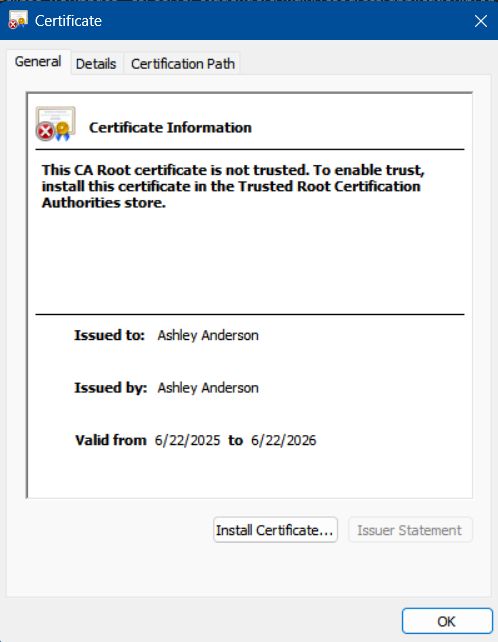 Certificate
General Details Certification Path
Certificate Information
This CA Root certificate is not trusted. To enable trust,
install this certificate in the Trusted Root Certification
Authorities store.
Issued to: Ashley Anderson
Issued by: Ashley Anderson
Valid from 6/22/2025 to 6/22/2026
Install Certificate... Issuer Statement
OK